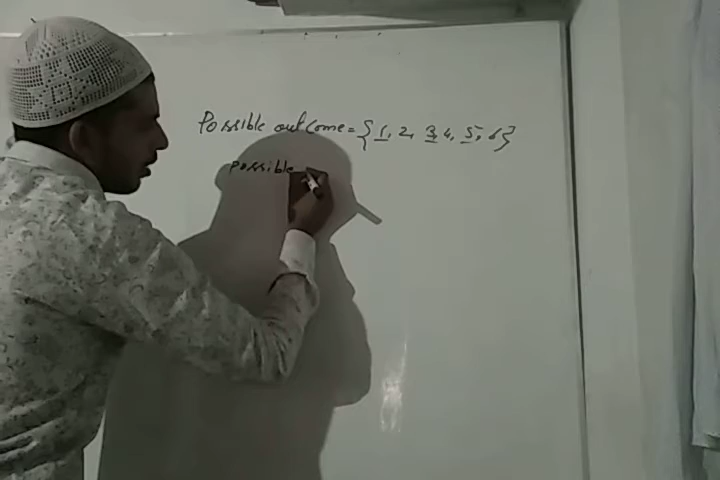 Possible outcome = {1, 2, 3, 4, 5, 6}
possible